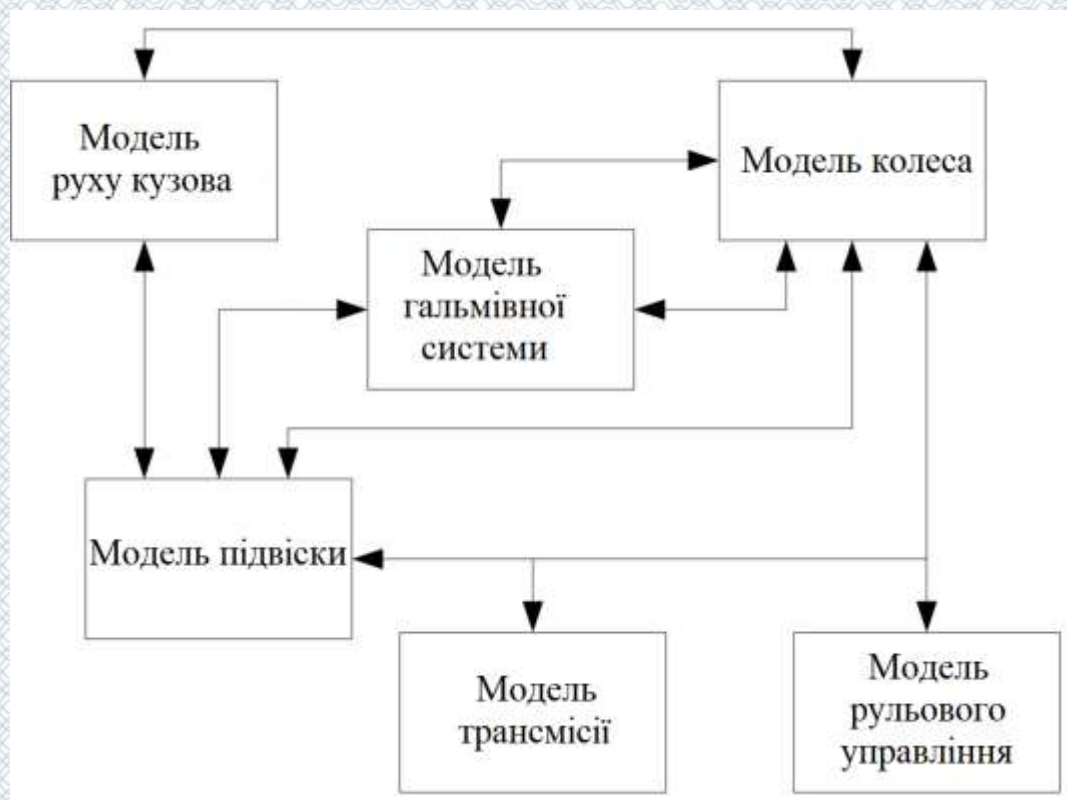 Модель
руху кузова
Модель колеса
Модель
гальмівної
системи
Модель підвіски
Модель
трансмісії
Модель
рульового
управління